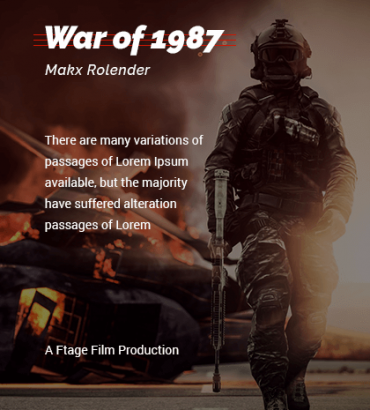 War of 1987
Makx Rolender
There are many variations of
passages of Lorem Ipsum
available, but the majority
have suffered alteration
passages of Lorem
A Ftage Film Production